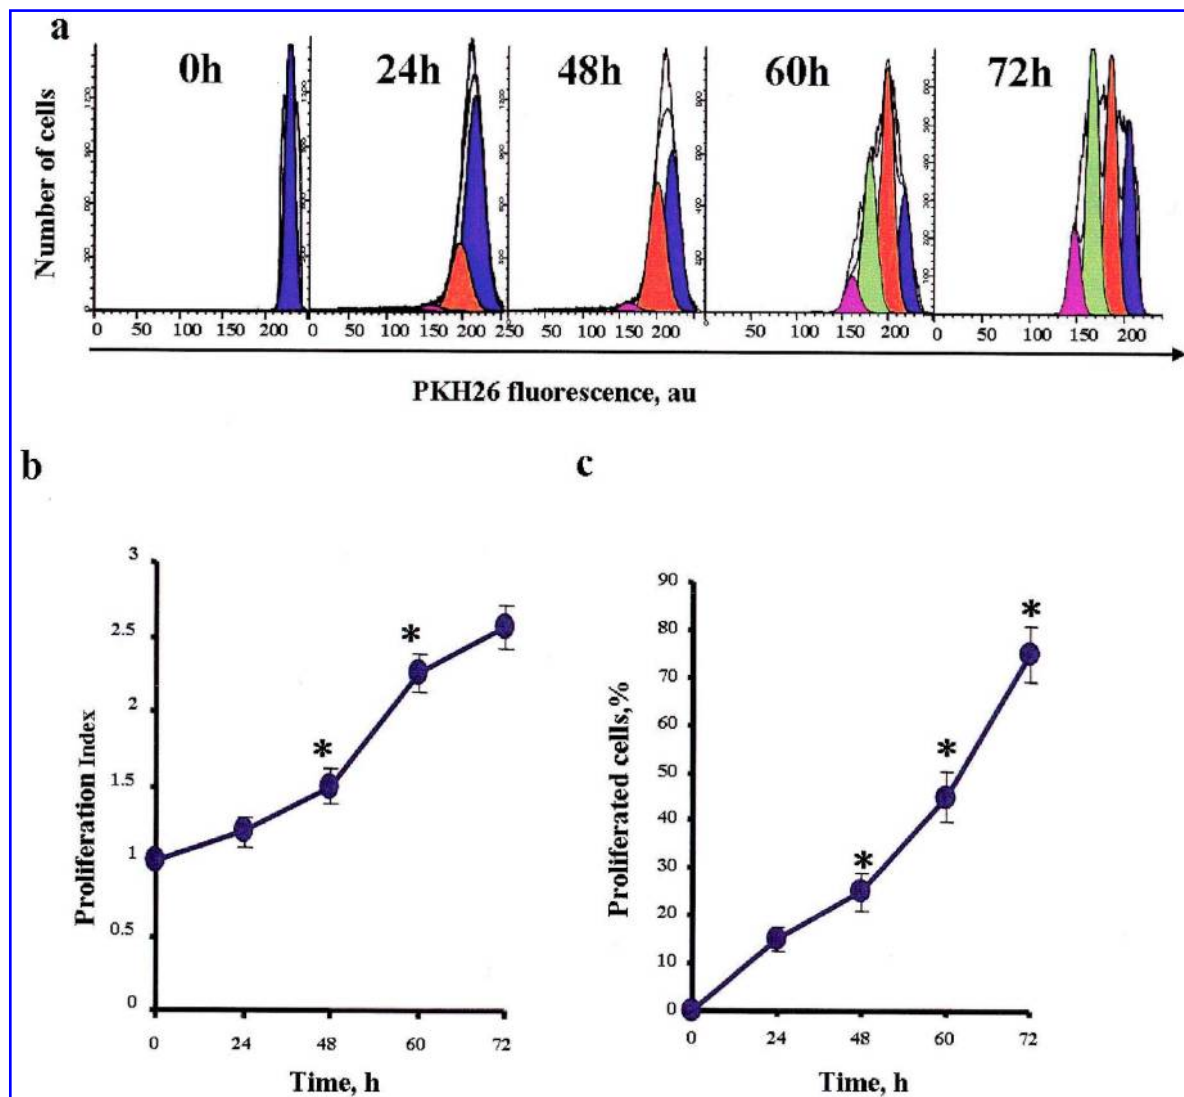 a
0h
24h
48h
60h
72h
Number of cells
0 50 100 150 200 0 50 100 150 200 250 50 100 150 200 0 50 100 150 200 0 50 100 150 200
PKH26 fluorescence, au
b
3
2.5
2
1.5
1
0.5
0
Proliferation Index
*
*
0 24 48 60 72
Time, h
c
90
80
70
60
50
40
30
20
10
0
Proliferated cells,%
*
*
*
0 24 48 60 72
Time, h